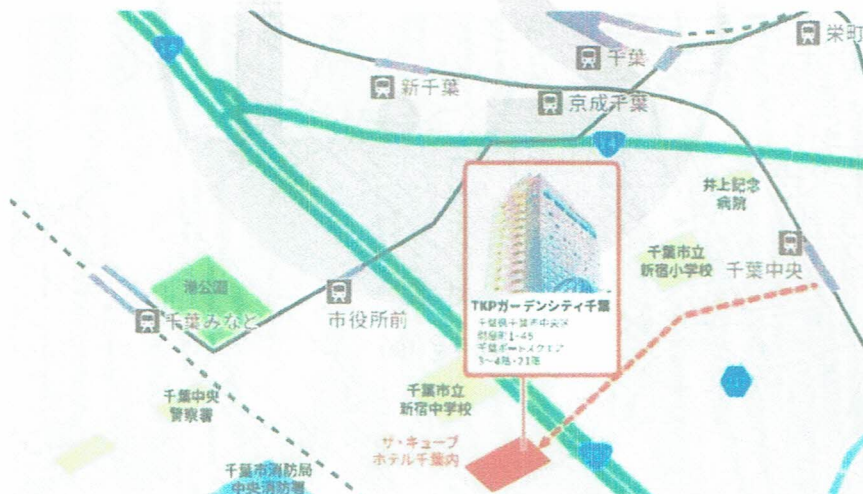 栄町
千葉
新千葉
京成千葉
14
井上記念
病院
千葉市立
新宿小学校
千葉中央
港公園
千葉みなと
市役所前
TKPガーデンシティ千葉
千葉県千葉市中央区
問屋町1-45
千葉ポートスクエア
3～4階・21階
千葉市立
新宿中学校
千葉中央
警察署
ザ・キューブ
ホテル千葉内
千葉市消防局
中央消防署